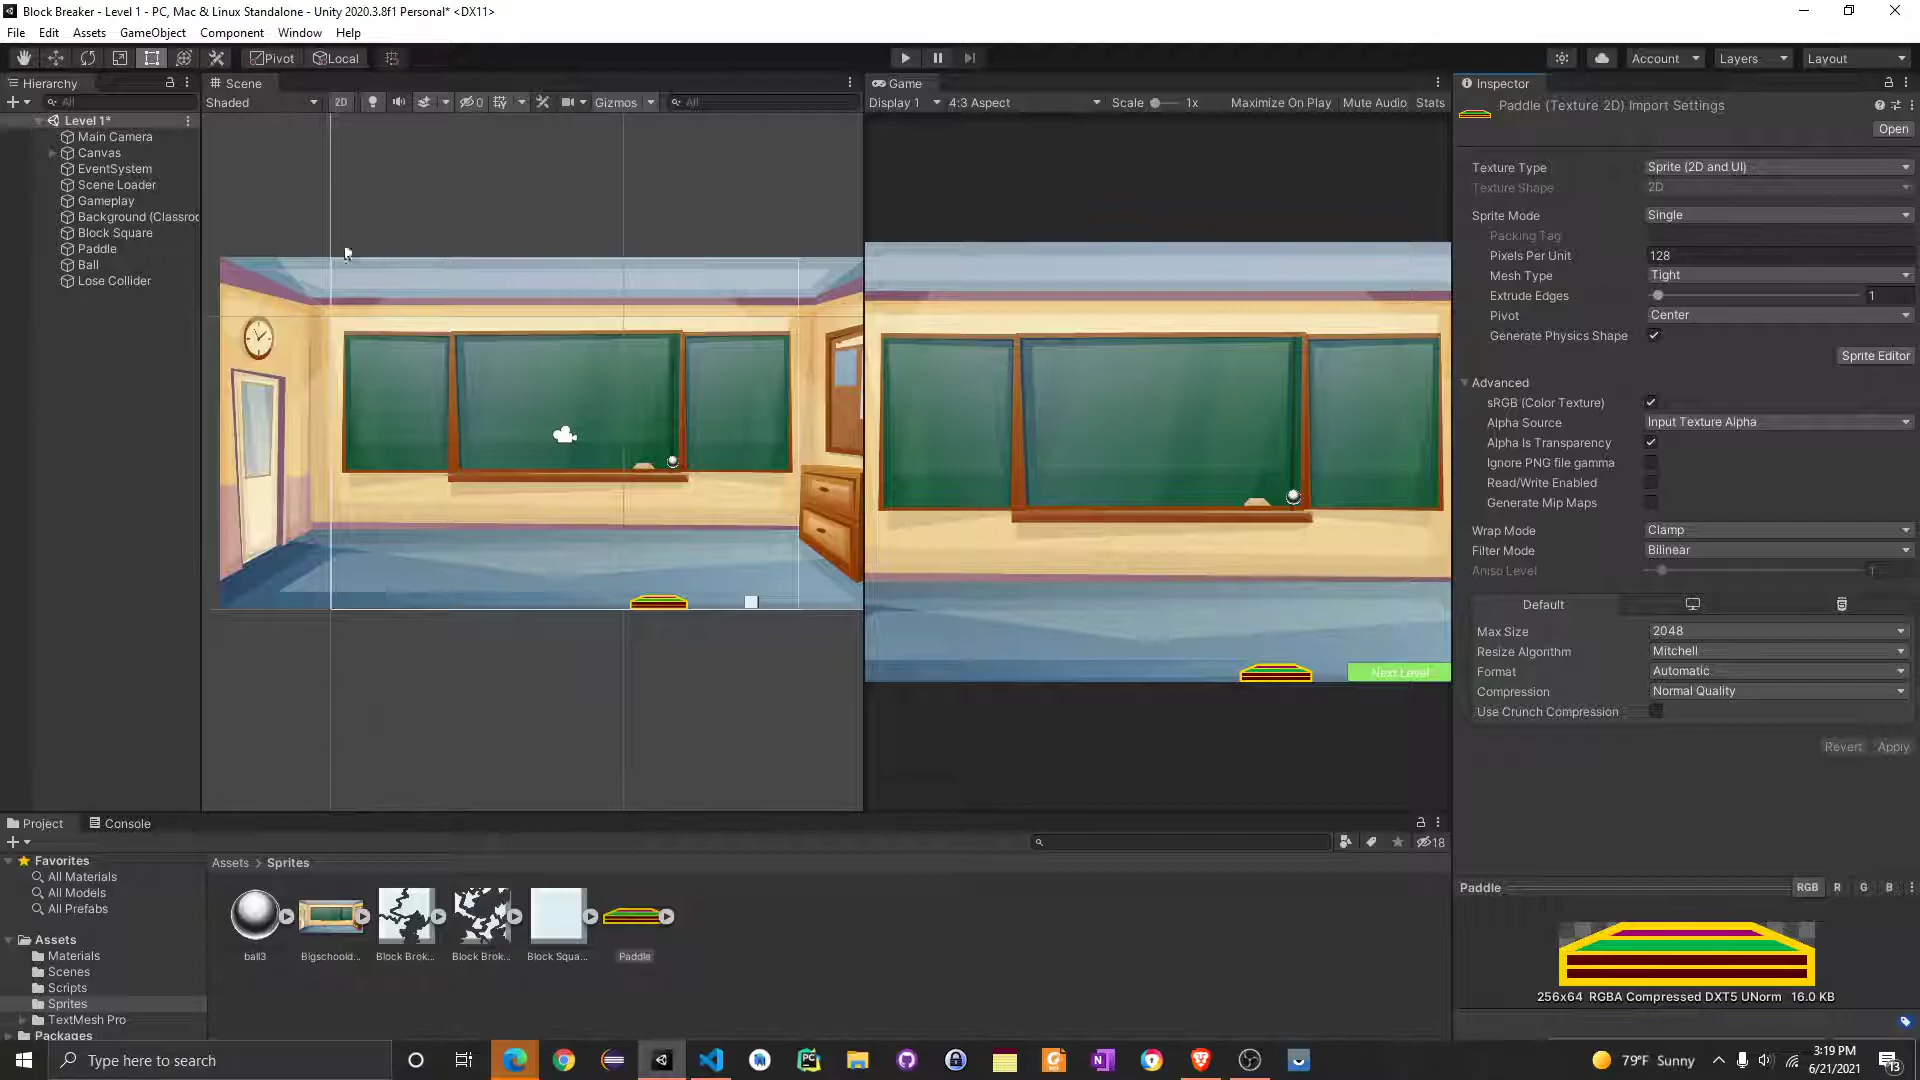 Block Breaker - Level 1 - PC, Mac & Linux Standalone - Unity 2020.3.8f1 Personal* <DX11>
File Edit Assets GameObject Component Window Help
Pivot Local Account Layers Layout
Hierarchy
All
Level 1*
Main Camera
Canvas
EventSystem
Scene Loader
Gameplay
Background (Classroo
Block Square
Paddle
Ball
Lose Collider
Scene
Shaded 2D 0 Gizmos All
Game
Display 1 4:3 Aspect Scale 1x Maximize On Play Mute Audio Stats
Next Level
Inspector
Paddle (Texture 2D) Import Settings
Open
Texture Type Sprite (2D and UI)
Texture Shape 2D
Sprite Mode Single
Packing Tag
Pixels Per Unit 128
Mesh Type Tight
Extrude Edges 1
Pivot Center
Generate Physics Shape
Sprite Editor
Advanced
sRGB (Color Texture)
Alpha Source Input Texture Alpha
Alpha Is Transparency
Ignore PNG file gamma
Read/Write Enabled
Generate Mip Maps
Wrap Mode Clamp
Filter Mode Bilinear
Aniso Level 1
Default
Max Size 2048
Resize Algorithm Mitchell
Format Automatic
Compression Normal Quality
Use Crunch Compression
Revert Apply
Paddle RGB R G B
256x64 RGBA Compressed DXT5 UNorm 16.0 KB
Project Console
18
Favorites
All Materials
All Models
All Prefabs
Assets
Materials
Scenes
Scripts
Sprites
TextMesh Pro
Packages
Assets > Sprites
ball3 Bigschoold... Block Brok... Block Brok... Block Squa... Paddle
Type here to search
79°F Sunny
3:19 PM
6/21/2021
13